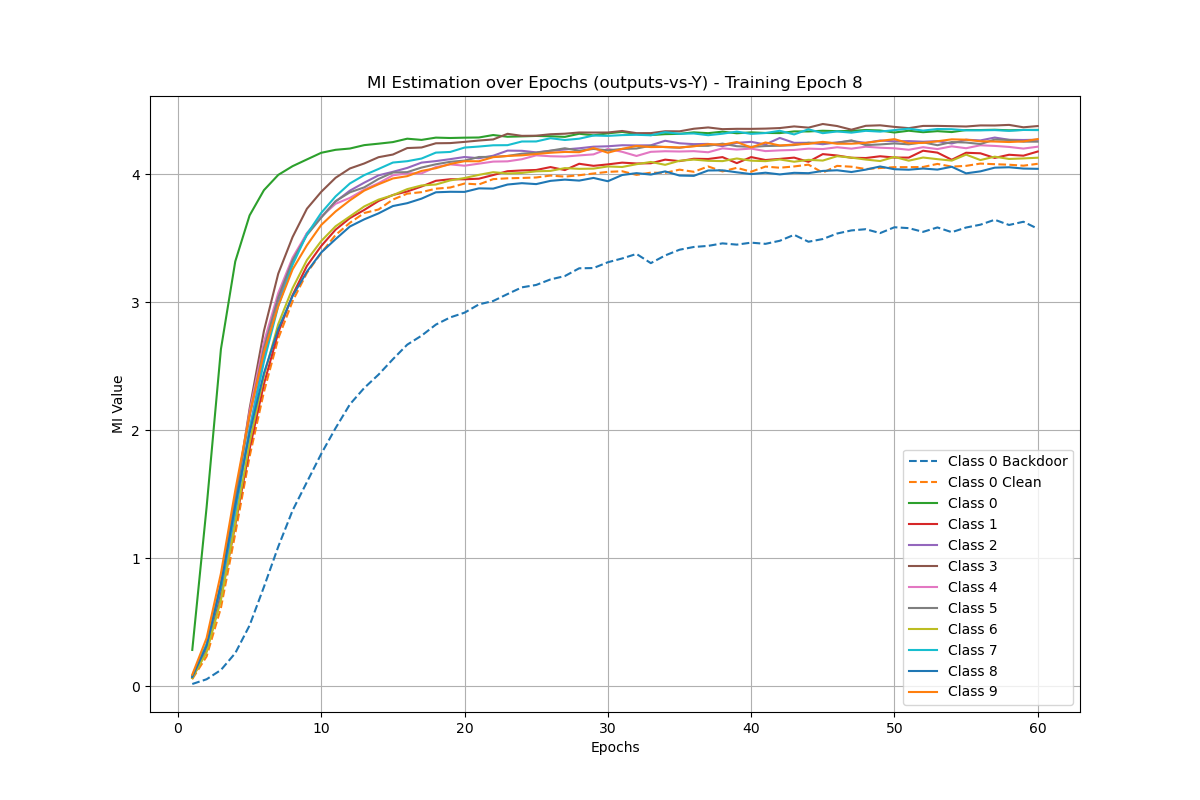 MI Estimation over Epochs (outputs-vs-Y) - Training Epoch 8
MI Value
4
3
2
1
0
0 10 20 30 40 50 60
Epochs
Class 0 Backdoor
Class 0 Clean
Class 0
Class 1
Class 2
Class 3
Class 4
Class 5
Class 6
Class 7
Class 8
Class 9